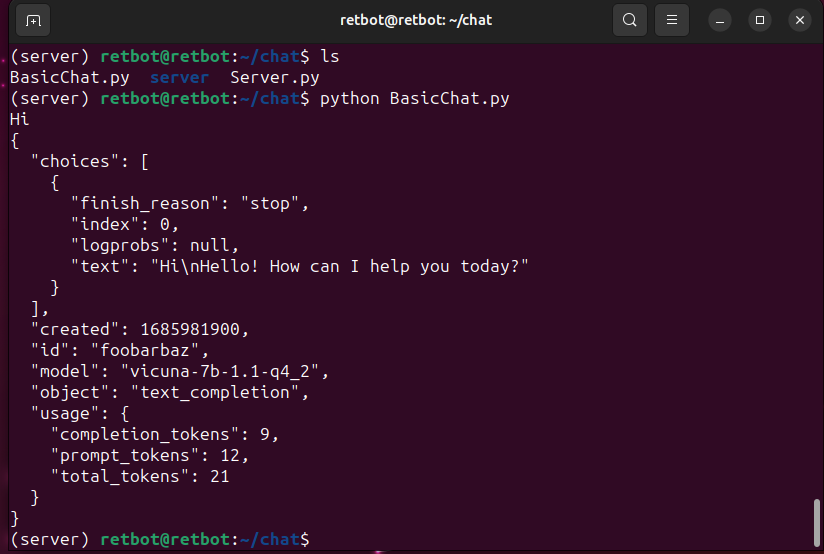 retbot@retbot: ~/chat
(server) retbot@retbot:~/chat$ ls
BasicChat.py  server  Server.py
(server) retbot@retbot:~/chat$ python BasicChat.py
Hi
{
  "choices": [
    {
      "finish_reason": "stop",
      "index": 0,
      "logprobs": null,
      "text": "Hi\nHello! How can I help you today?"
    }
  ],
  "created": 1685981900,
  "id": "foobarbaz",
  "model": "vicuna-7b-1.1-q4_2",
  "object": "text_completion",
  "usage": {
    "completion_tokens": 9,
    "prompt_tokens": 12,
    "total_tokens": 21
  }
}
(server) retbot@retbot:~/chat$